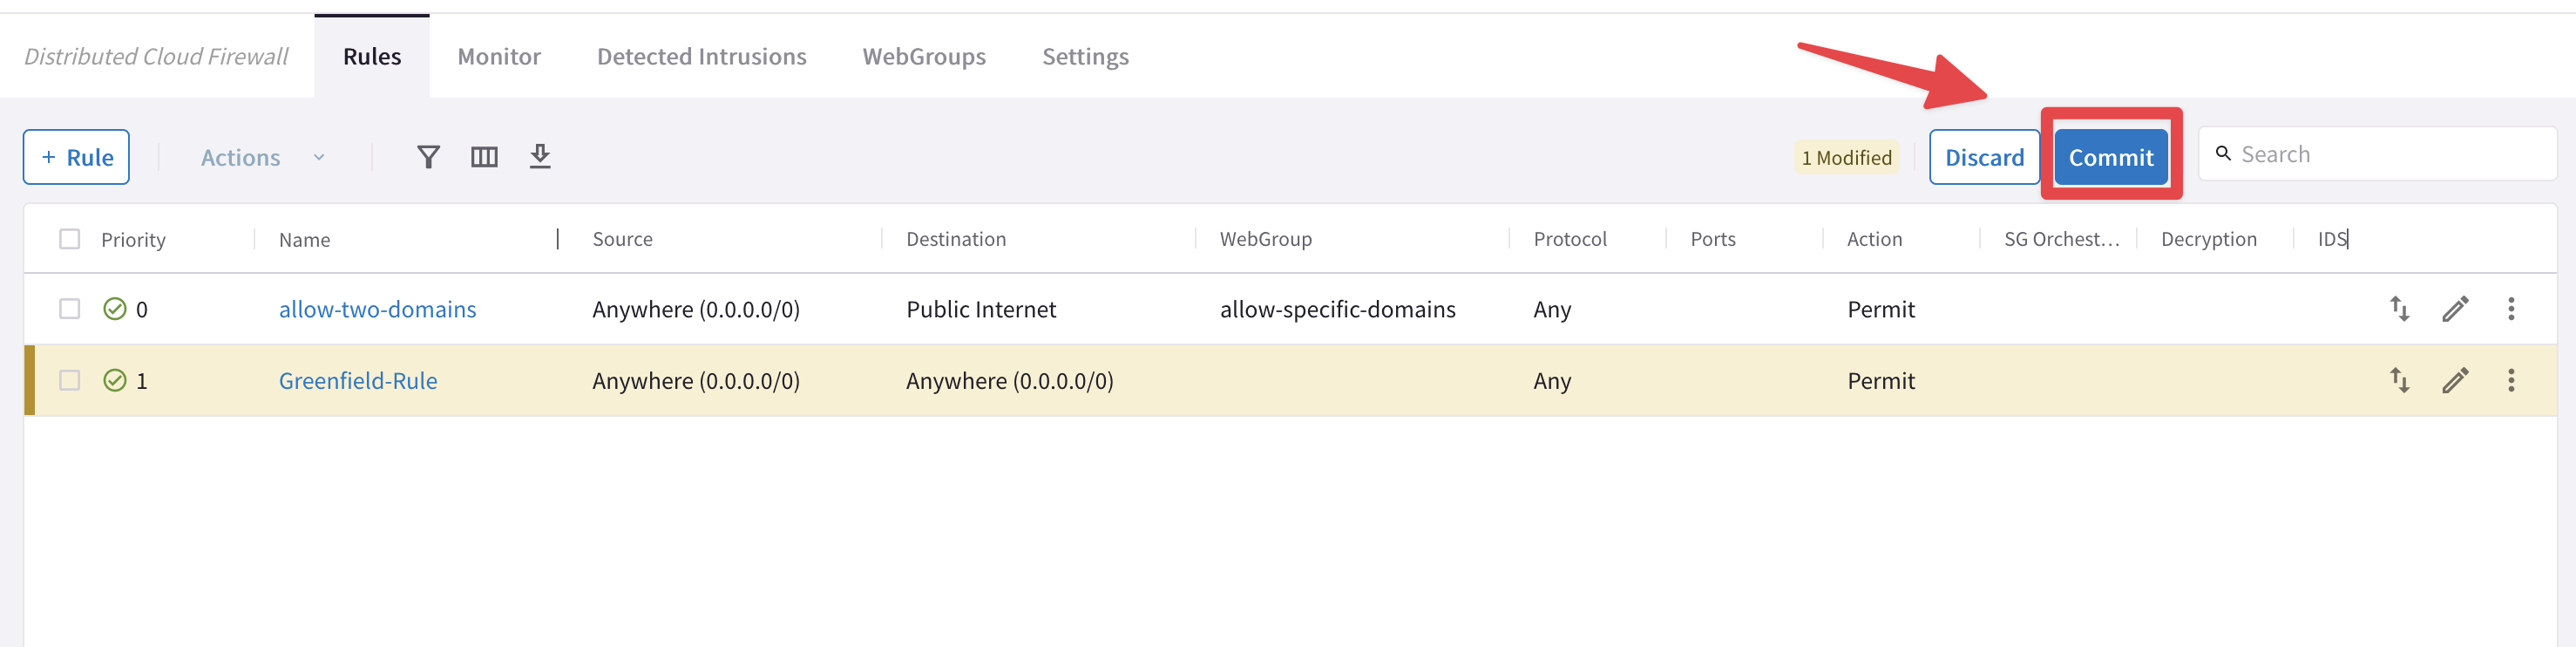 Distributed Cloud Firewall Rules Monitor Detected Intrusions WebGroups Settings
+ Rule Actions 1 Modified Discard Commit Search
Priority Name Source Destination WebGroup Protocol Ports Action SG Orchest... Decryption IDS
0 allow-two-domains Anywhere (0.0.0.0/0) Public Internet allow-specific-domains Any Permit
1 Greenfield-Rule Anywhere (0.0.0.0/0) Anywhere (0.0.0.0/0) Any Permit